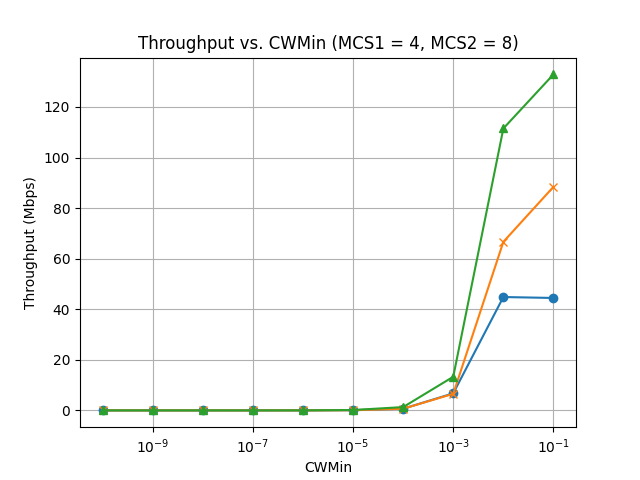 Throughput vs. CWMin (MCS1 = 4, MCS2 = 8)
Throughput (Mbps)
120
100
80
60
40
20
0
10⁻⁹ 10⁻⁷ 10⁻⁵ 10⁻³ 10⁻¹
CWMin